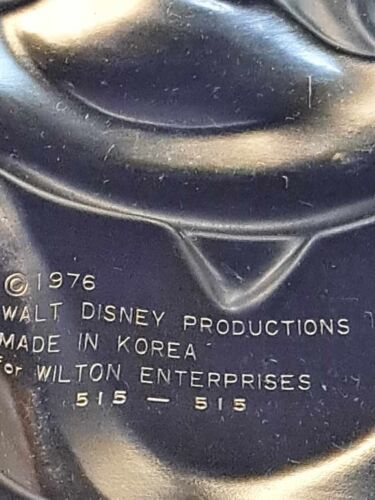 © 1976
WALT DISNEY PRODUCTIONS
MADE IN KOREA
for WILTON ENTERPRISES
515 — 515